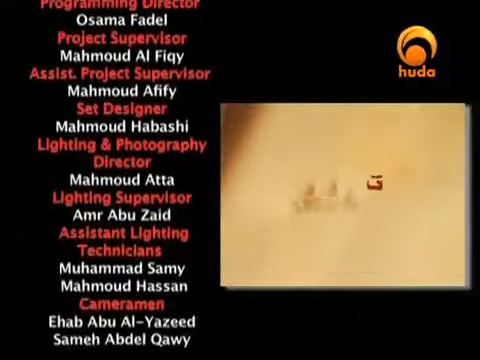 Programming Director
Osama Fadel
Project Supervisor
Mahmoud Al Fiqy
Assist. Project Supervisor
Mahmoud Afify
Set Designer
Mahmoud Habashi
Lighting & Photography
Director
Mahmoud Atta
Lighting Supervisor
Amr Abu Zaid
Assistant Lighting
Technicians
Muhammad Samy
Mahmoud Hassan
Cameramen
Ehab Abu Al-Yazeed
Sameh Abdel Qawy
huda